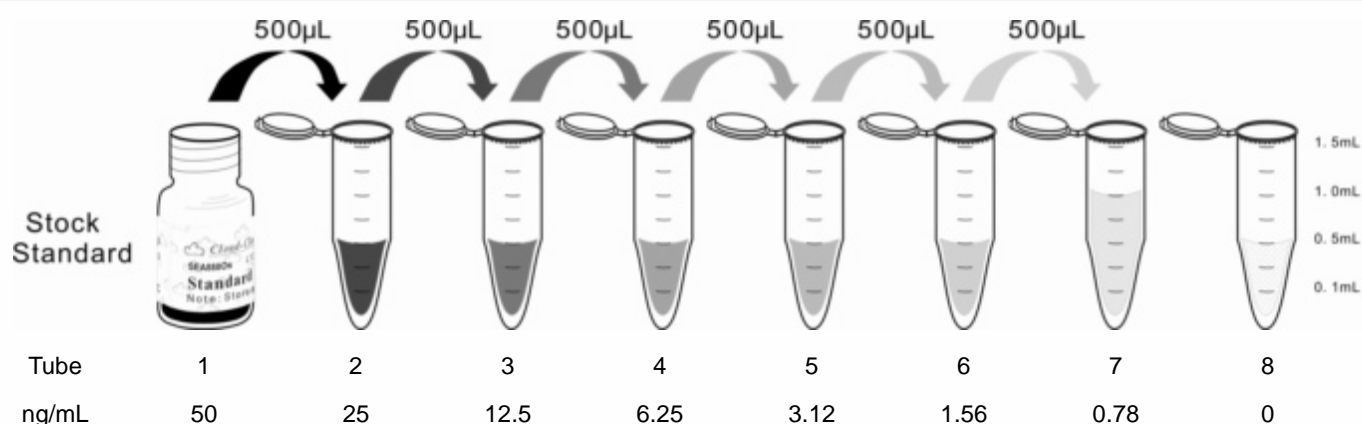 500µL 500µL 500µL 500µL 500µL 500µL
1.5mL
1.0mL
Stock
Standard
0.5mL
Standard
0.1mL
Tube 1 2 3 4 5 6 7 8
ng/mL 50 25 12.5 6.25 3.12 1.56 0.78 0